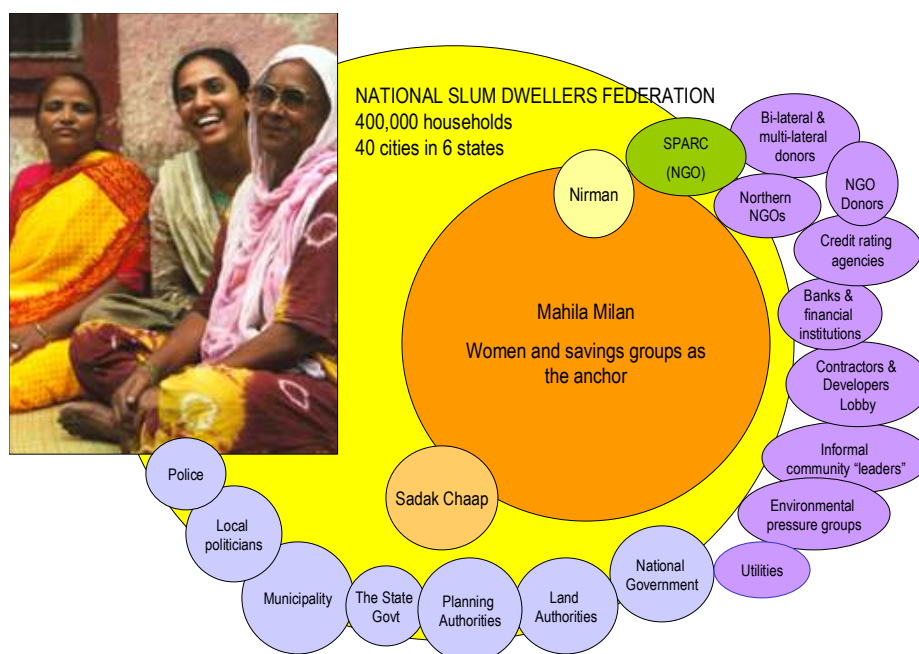 NATIONAL SLUM DWELLERS FEDERATION
400,000 households
40 cities in 6 states
Bi-lateral &
multi-lateral
donors
SPARC
(NGO)
Nirman
Northern
NGOs
NGO
Donors
Credit rating
agencies
Mahila Milan
Women and savings groups as
the anchor
Banks &
financial
institutions
Contractors &
Developers
Lobby
Informal
community “leaders”
Environmental
pressure groups
Police
Sadak Chaap
Local
politicians
Municipality
The State
Govt
Planning
Authorities
Land
Authorities
National
Government
Utilities